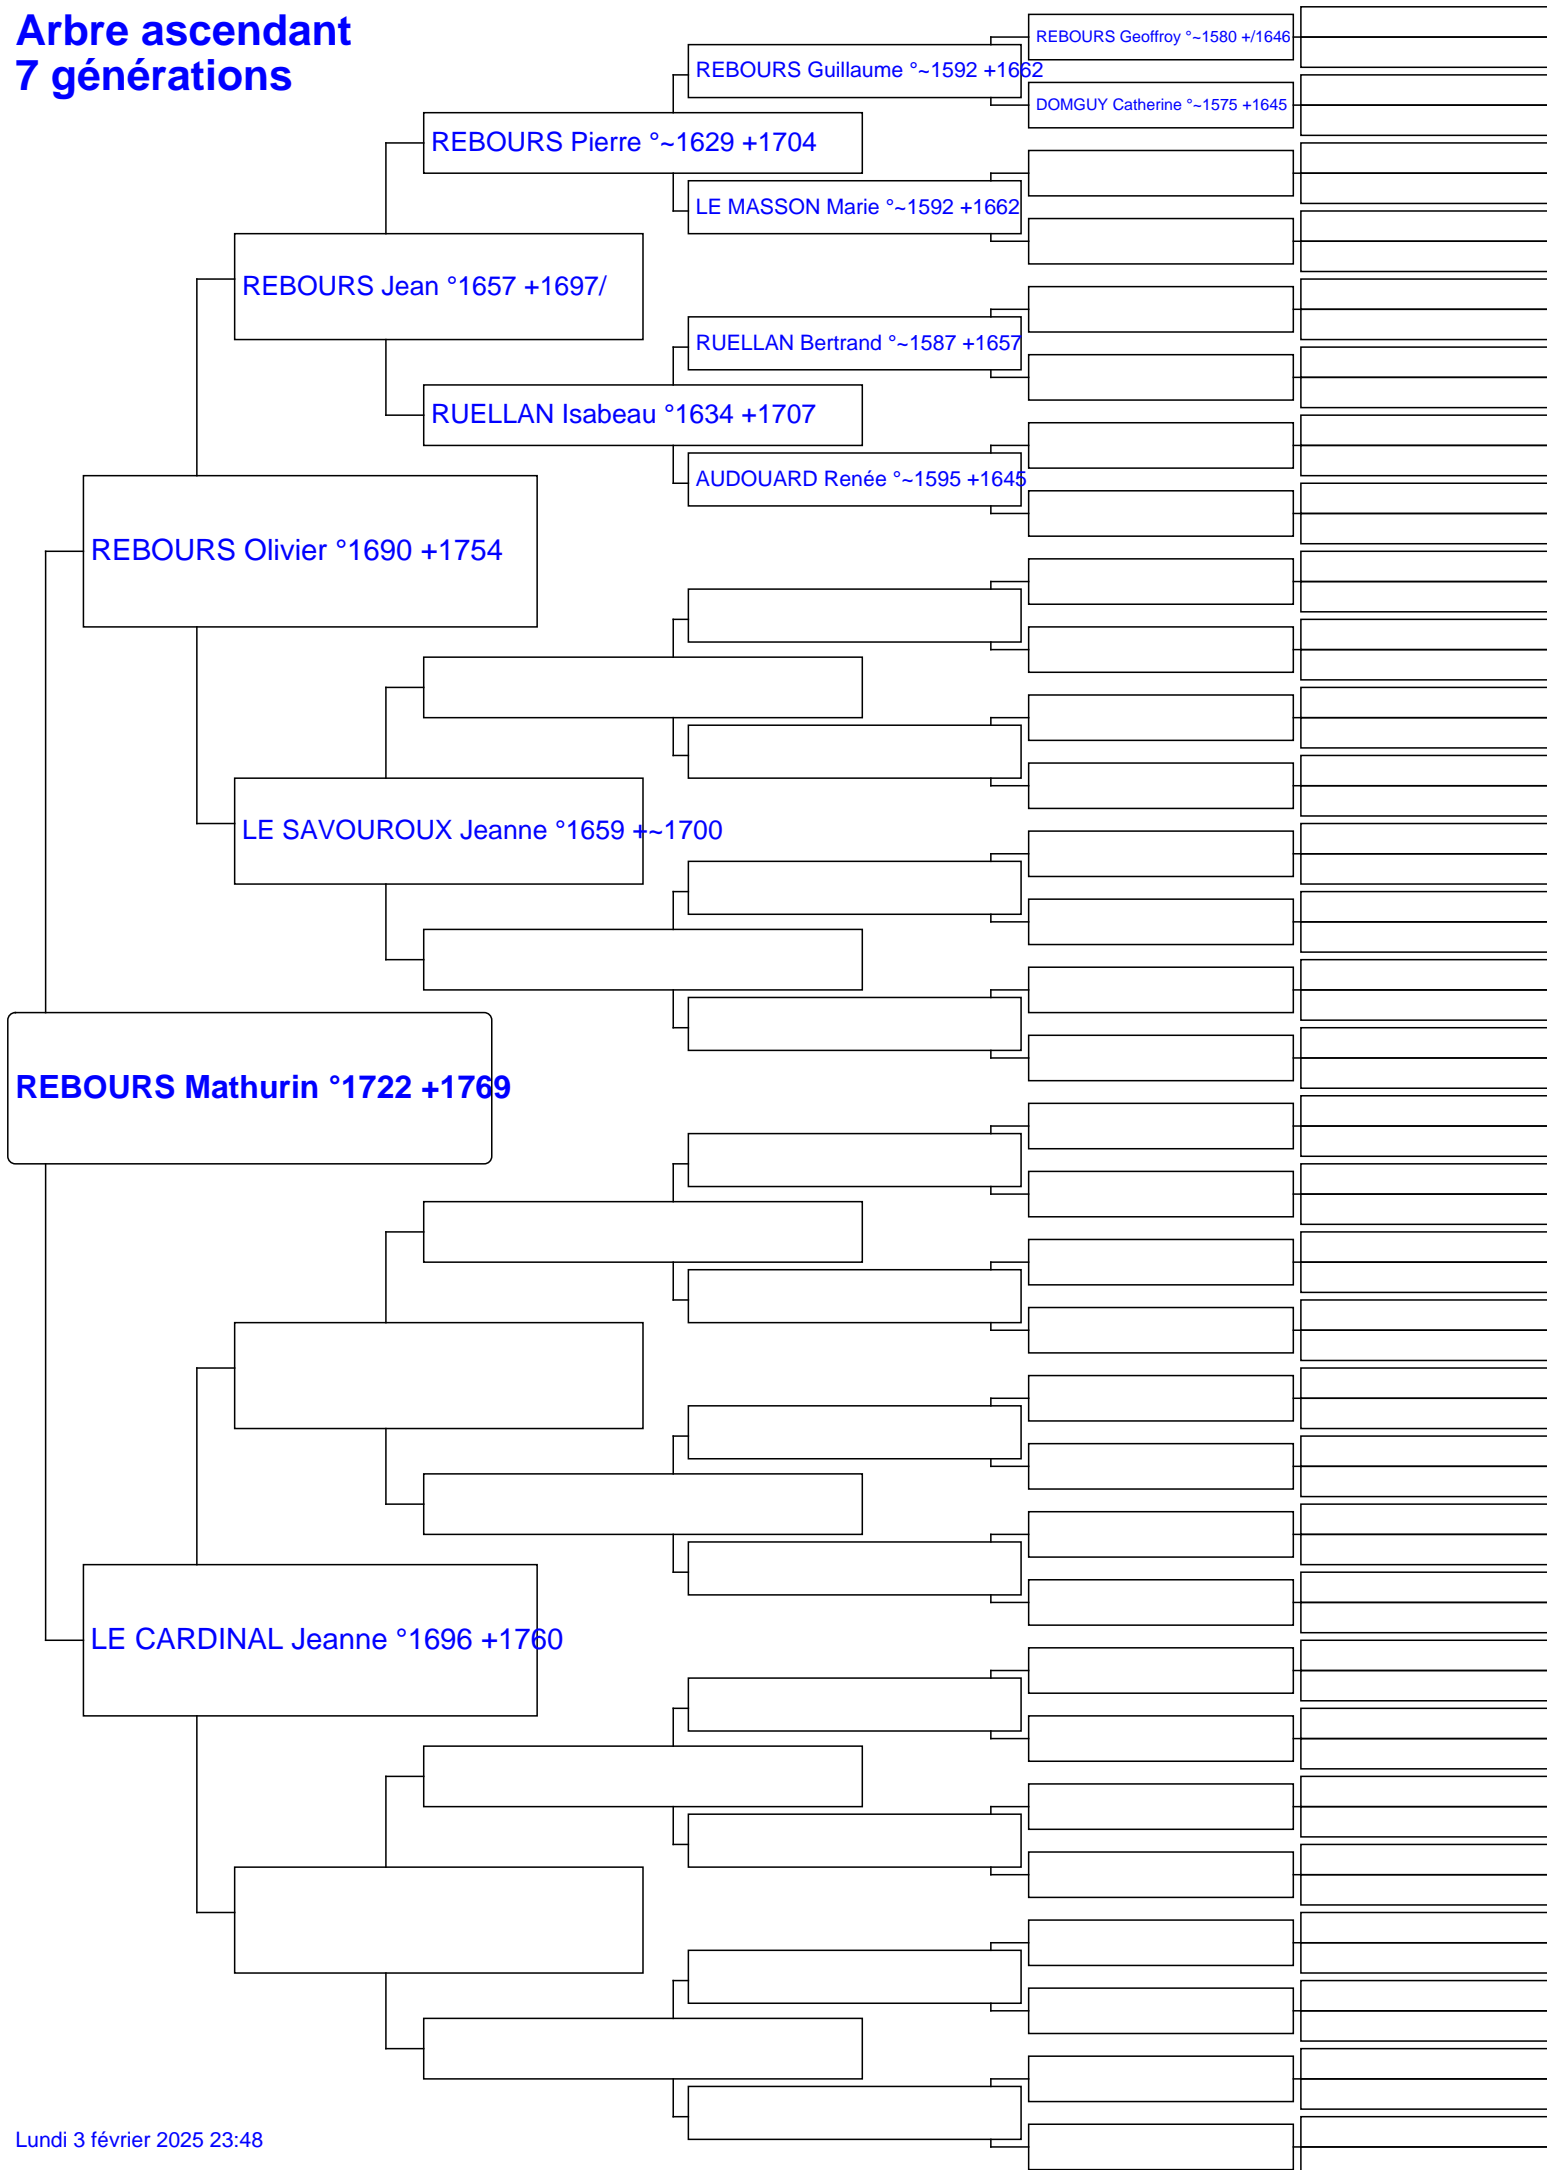 Arbre ascendant
7 générations
REBOURS Geoffroy °~1580 +/1646
REBOURS Guillaume °~1592 +1662
DOMGUY Catherine °~1575 +1645
REBOURS Pierre °~1629 +1704
LE MASSON Marie °~1592 +1662
REBOURS Jean °1657 +1697/
RUELLAN Bertrand °~1587 +1657
RUELLAN Isabeau °1634 +1707
AUDOUARD Renée °~1595 +1645
REBOURS Olivier °1690 +1754
LE SAVOUROUX Jeanne °1659 +~1700
REBOURS Mathurin °1722 +1769
LE CARDINAL Jeanne °1696 +1760
Lundi 3 février 2025 23:48